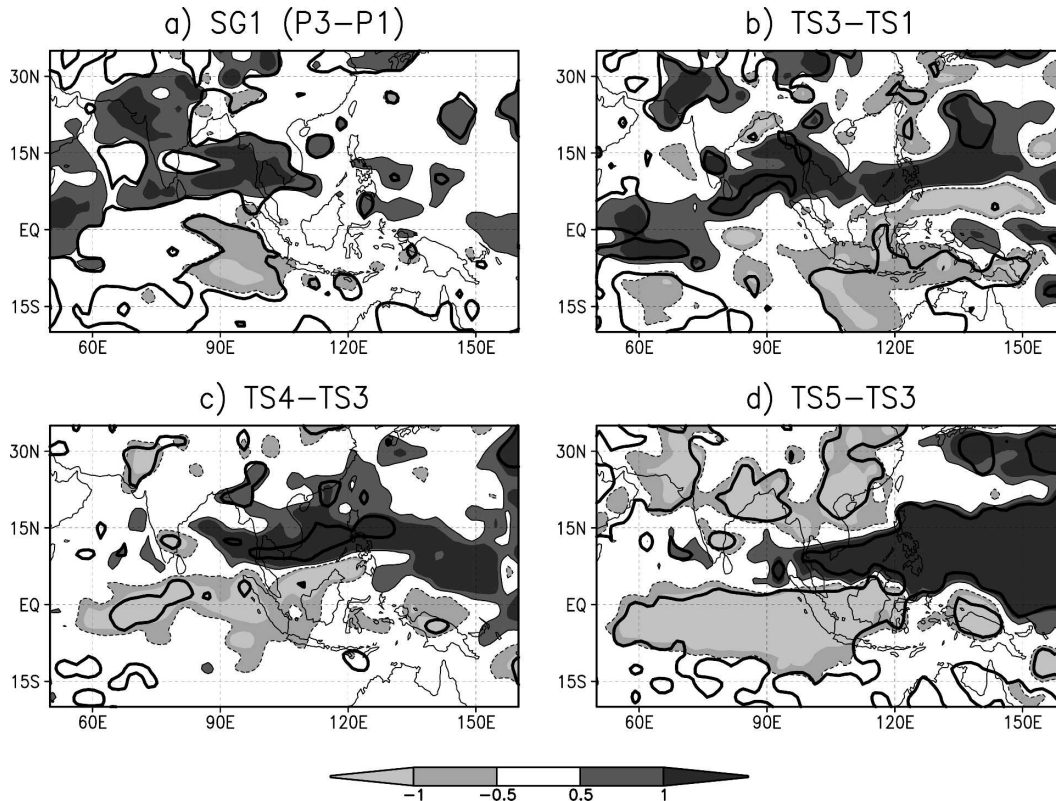 a) SG1 (P3−P1)
b) TS3−TS1
30N
15N
EQ
15S
60E 90E 120E 150E
30N
15N
EQ
15S
60E 90E 120E 150E
c) TS4−TS3
d) TS5−TS3
30N
15N
EQ
15S
60E 90E 120E 150E
30N
15N
EQ
15S
60E 90E 120E 150E
−1 −0.5 0.5 1